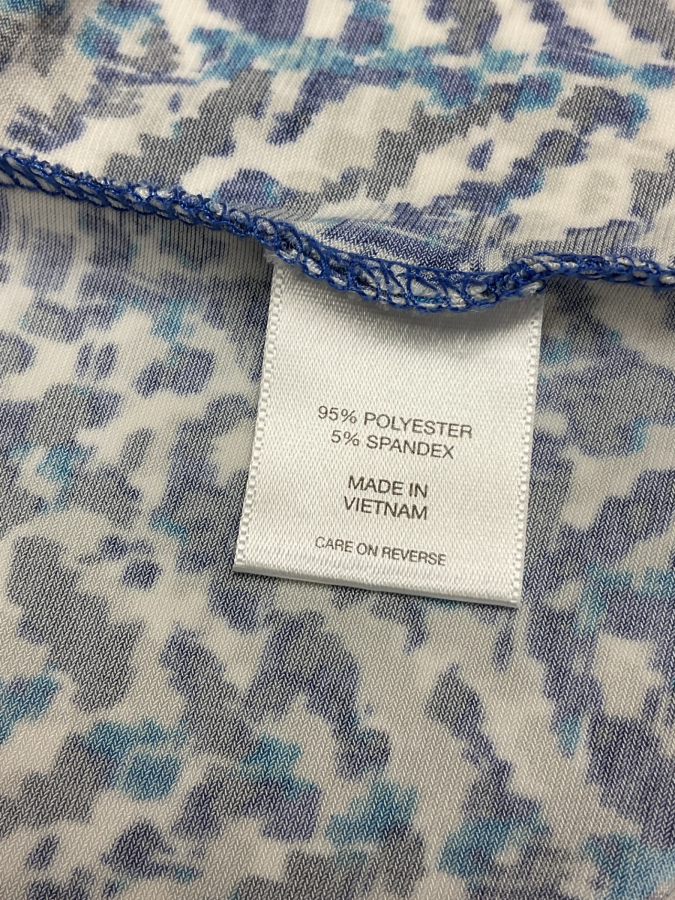 95% POLYESTER
5% SPANDEX
MADE IN
VIETNAM
CARE ON REVERSE